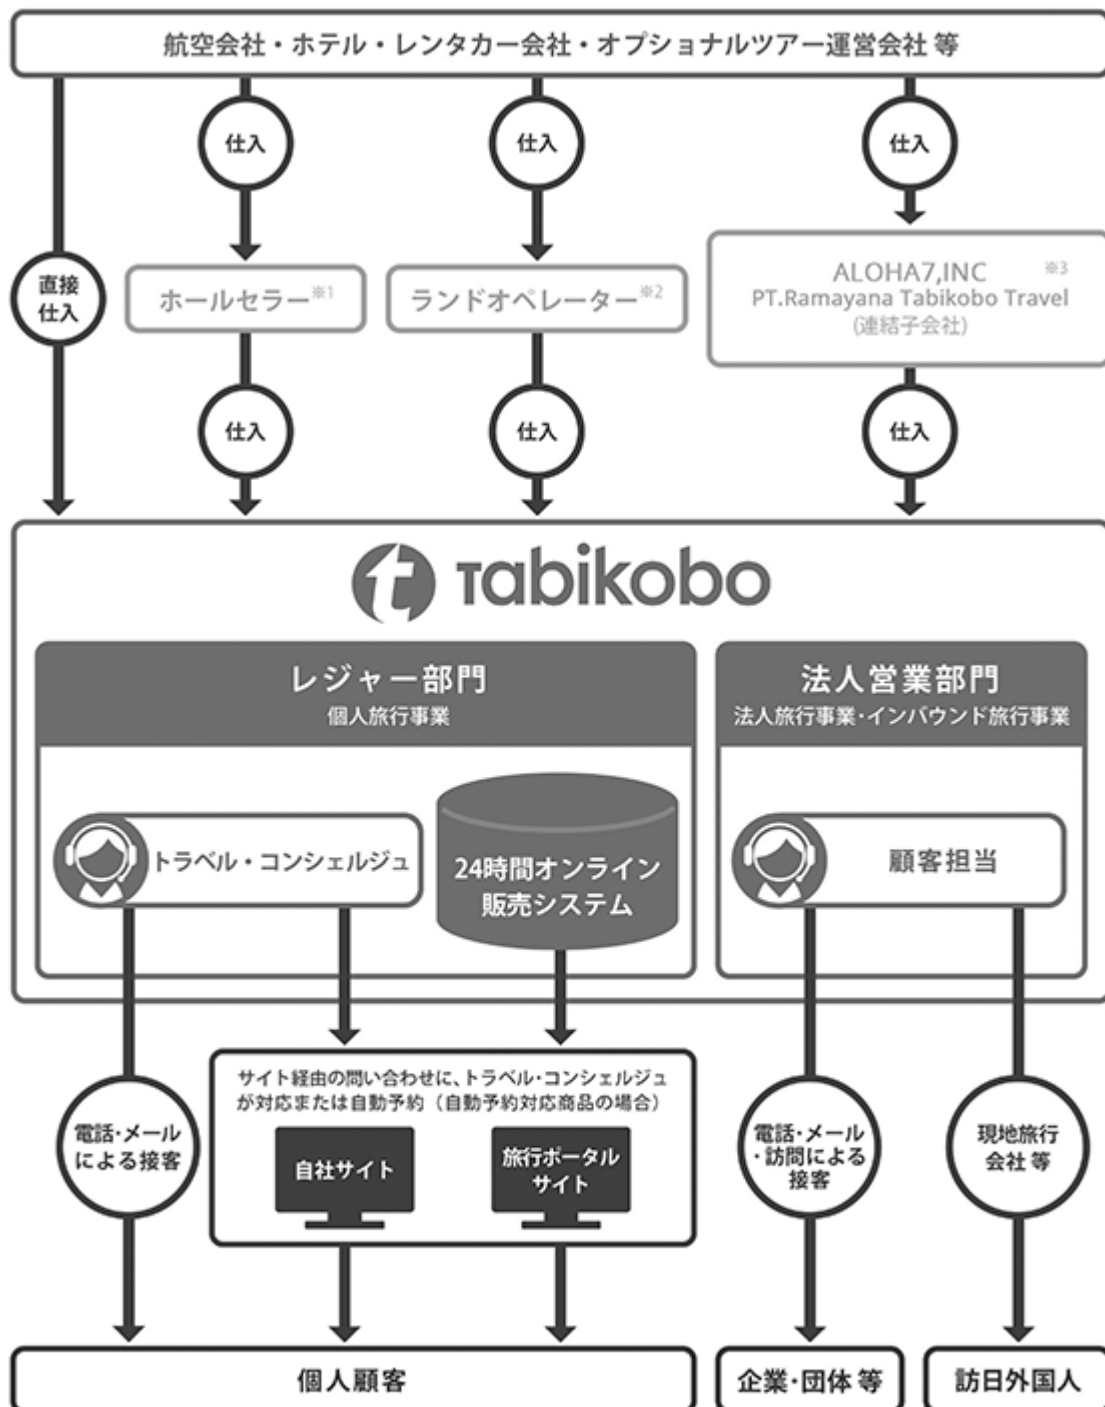 航空会社・ホテル・レンタカー会社・オプショナルツアー運営会社 等
仕入
仕入
仕入
直接
仕入
ホールセラー※1
ランドオペレーター※2
ALOHA7,INC ※3
PT.Ramayana Tabikobo Travel
(連結子会社)
仕入
仕入
仕入
t Tabikobo
レジャー部門
個人旅行事業
法人営業部門
法人旅行事業・インバウンド旅行事業
トラベル・コンシェルジュ
24時間オンライン
販売システム
顧客担当
サイト経由の問い合わせに、トラベル・コンシェルジュ
が対応または自動予約（自動予約対応商品の場合）
電話・メール
による接客
自社サイト
旅行ポータル
サイト
電話・メール
・訪問による
接客
現地旅行
会社 等
個人顧客
企業・団体 等
訪日外国人